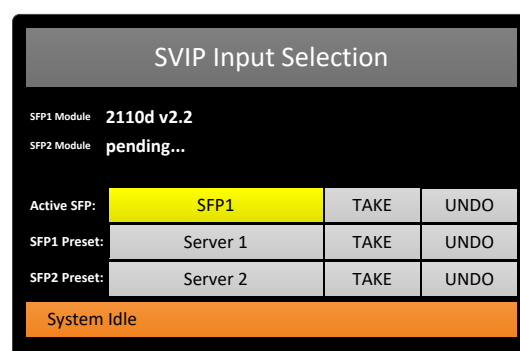 SVIP Input Selection
SFP1 Module 2110d v2.2
SFP2 Module pending...
Active SFP: SFP1 TAKE UNDO
SFP1 Preset: Server 1 TAKE UNDO
SFP2 Preset: Server 2 TAKE UNDO
System Idle